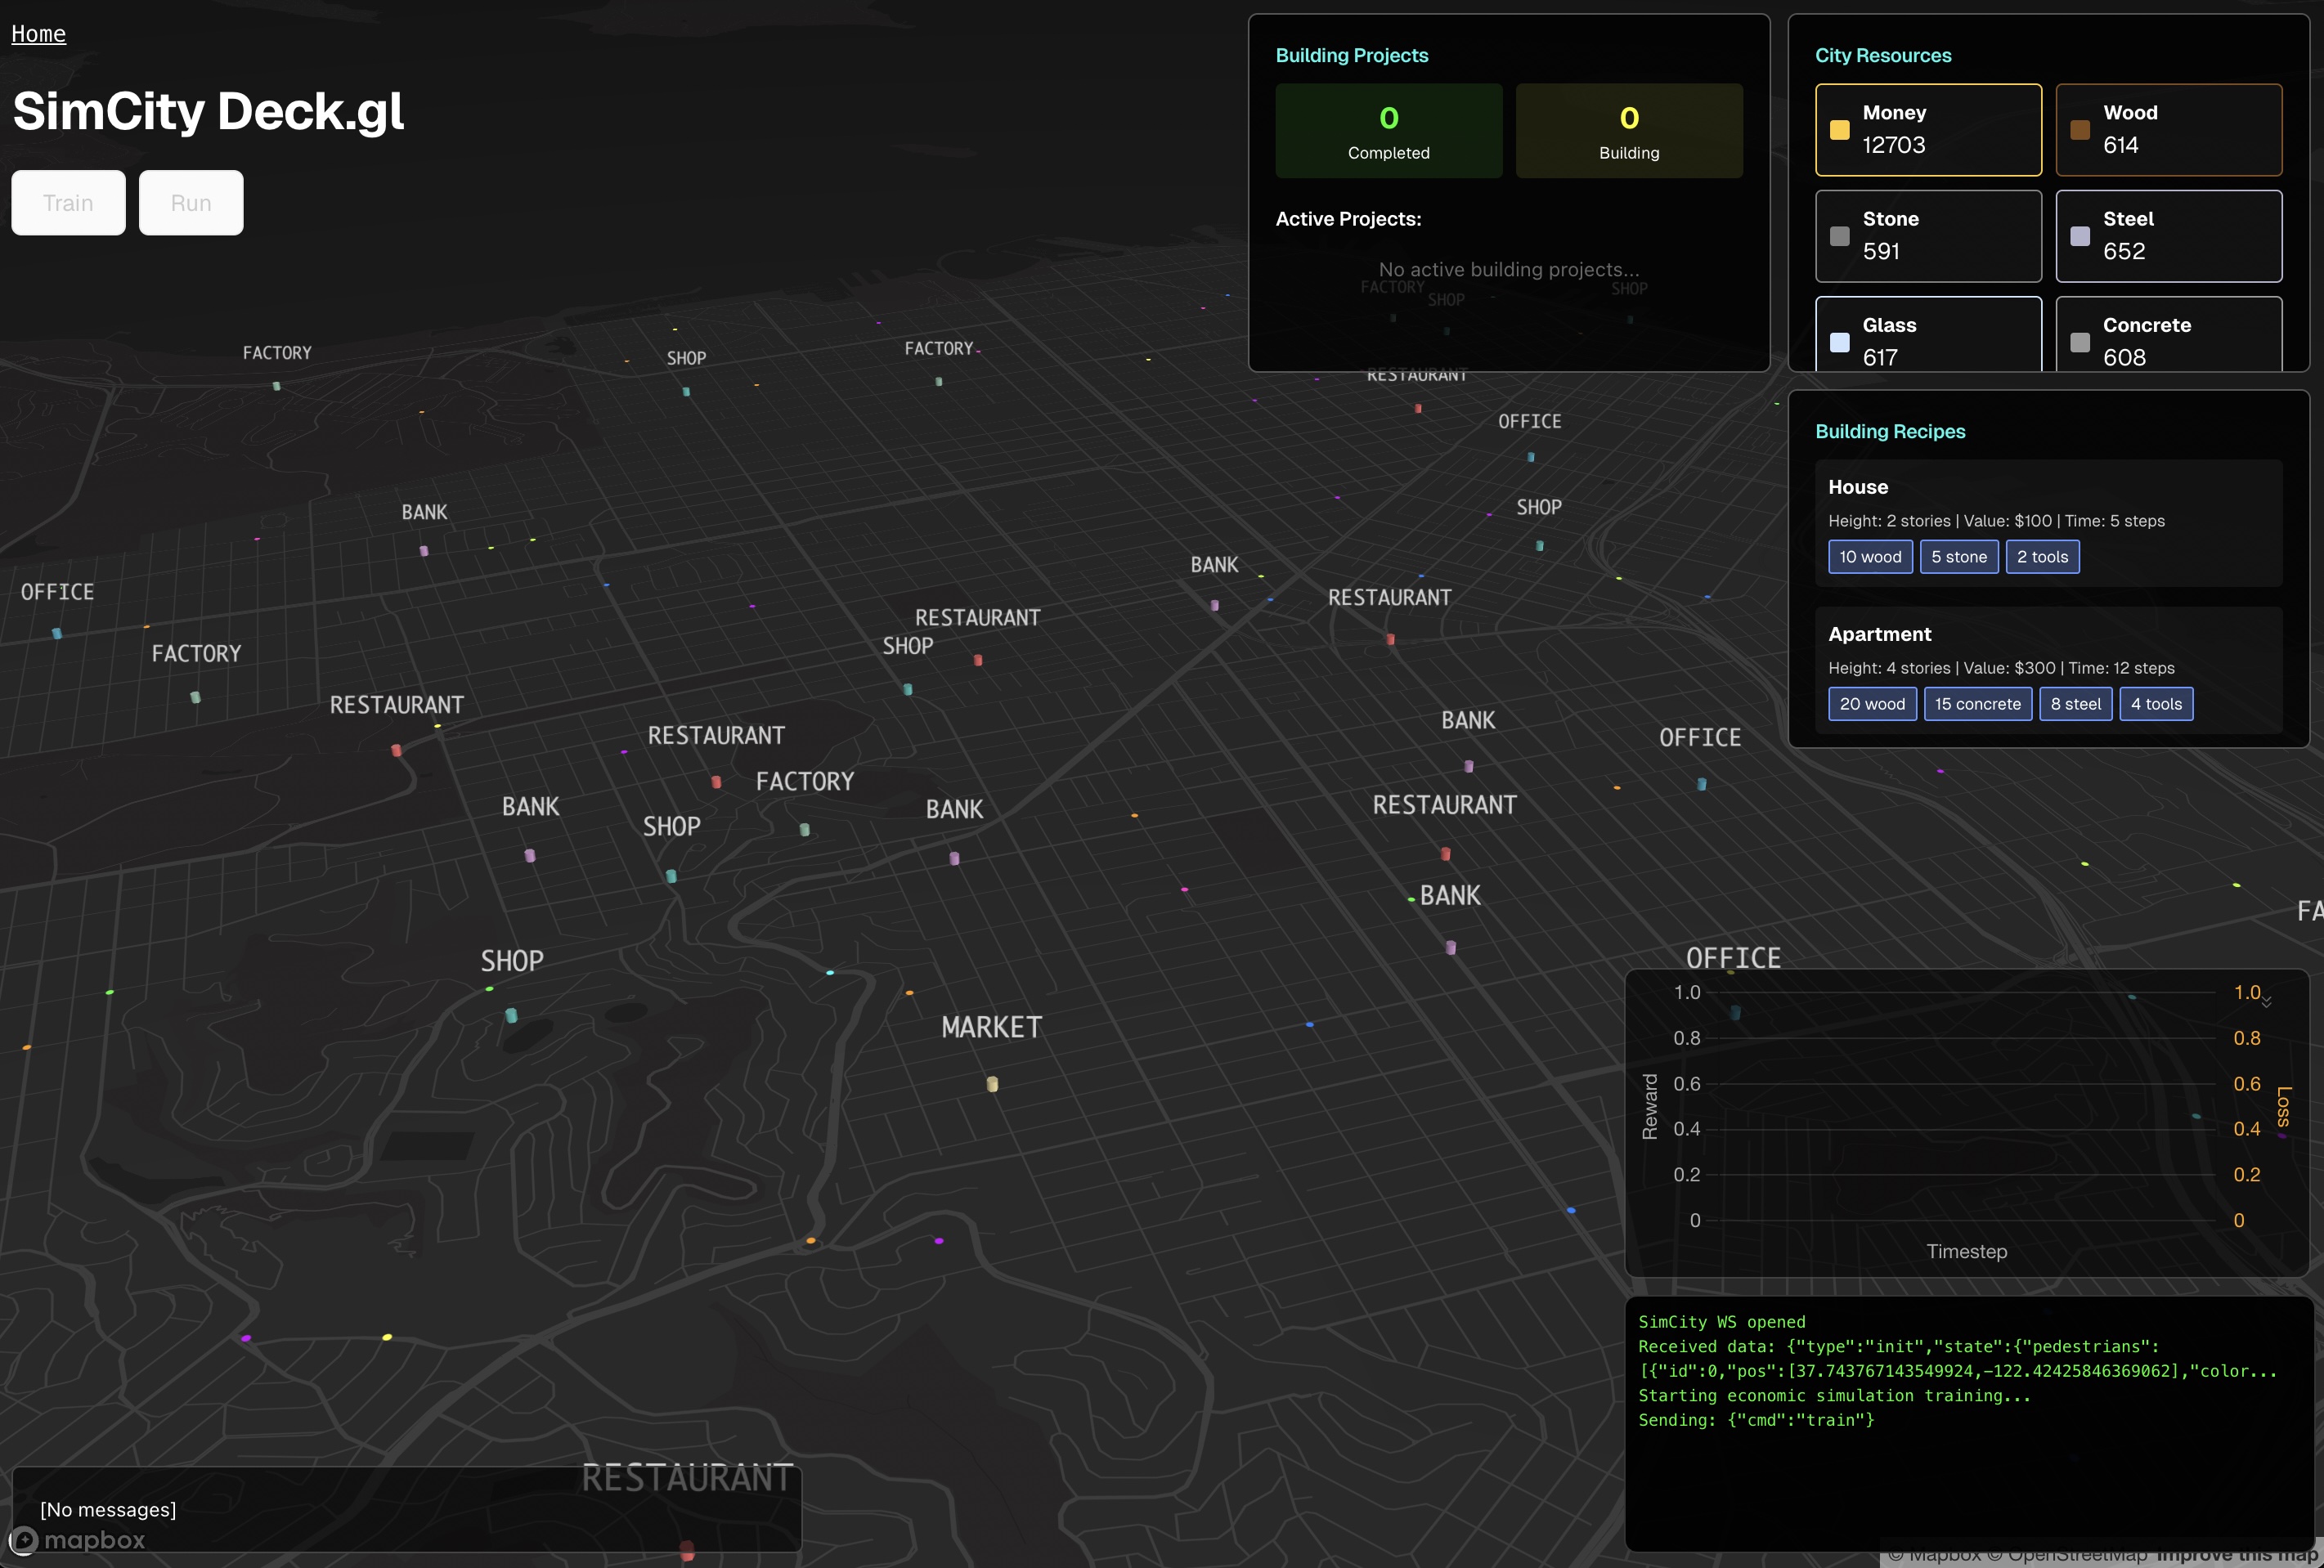 Home
SimCity Deck.gl
Train
Run
Building Projects
0
Completed
0
Building
Active Projects:
No active building projects...
City Resources
Money
12703
Wood
614
Stone
591
Steel
652
Glass
617
Concrete
608
Building Recipes
House
Height: 2 stories | Value: $100 | Time: 5 steps
10 wood
5 stone
2 tools
Apartment
Height: 4 stories | Value: $300 | Time: 12 steps
20 wood
15 concrete
8 steel
4 tools
FACTORY
SHOP
SHOP
FACTORY
SHOP
FACTORY
RESTAURANT
OFFICE
SHOP
BANK
BANK
OFFICE
RESTAURANT
RESTAURANT
SHOP
FACTORY
RESTAURANT
BANK
OFFICE
RESTAURANT
FACTORY
BANK
RESTAURANT
BANK
SHOP
BANK
FA
SHOP
OFFICE
MARKET
RESTAURANT
1.0
0.8
0.6
0.4
0.2
0
Reward
1.0
0.8
0.6
0.4
0.2
0
Loss
Timestep
SimCity WS opened
Received data: {"type":"init","state":{"pedestrians":
[{"id":0,"pos":[37.743767143549924,-122.42425846369062],"color...
Starting economic simulation training...
Sending: {"cmd":"train"}
[No messages]
mapbox
© Mapbox © OpenStreetMap Improve this map